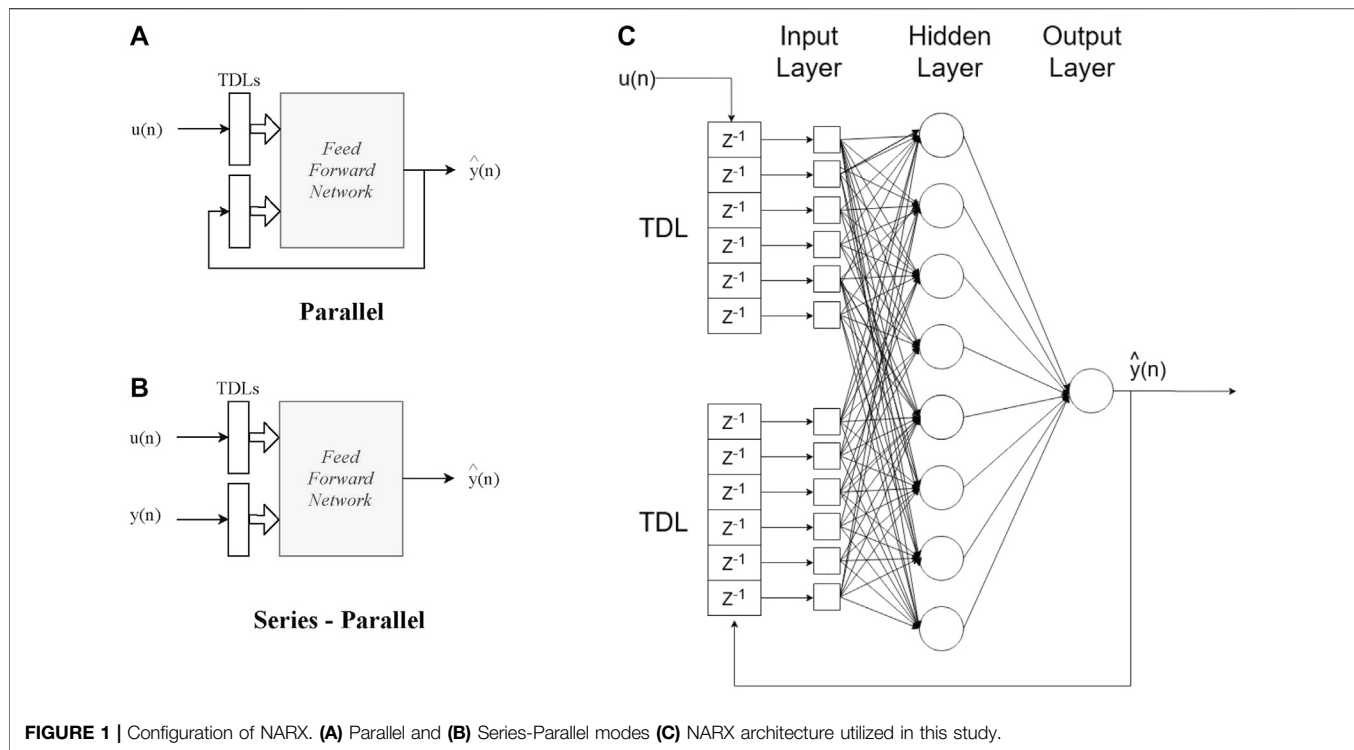 A
TDLs
u(n)
Feed
Forward
Network
^
y(n)
Parallel
B
TDLs
u(n)
y(n)
Feed
Forward
Network
^
y(n)
Series - Parallel
C
Input
Layer
Hidden
Layer
Output
Layer
u(n)
TDL
z-1
z-1
z-1
z-1
z-1
z-1
TDL
z-1
z-1
z-1
z-1
z-1
z-1
^
y(n)
FIGURE 1 | Configuration of NARX. (A) Parallel and (B) Series-Parallel modes (C) NARX architecture utilized in this study.